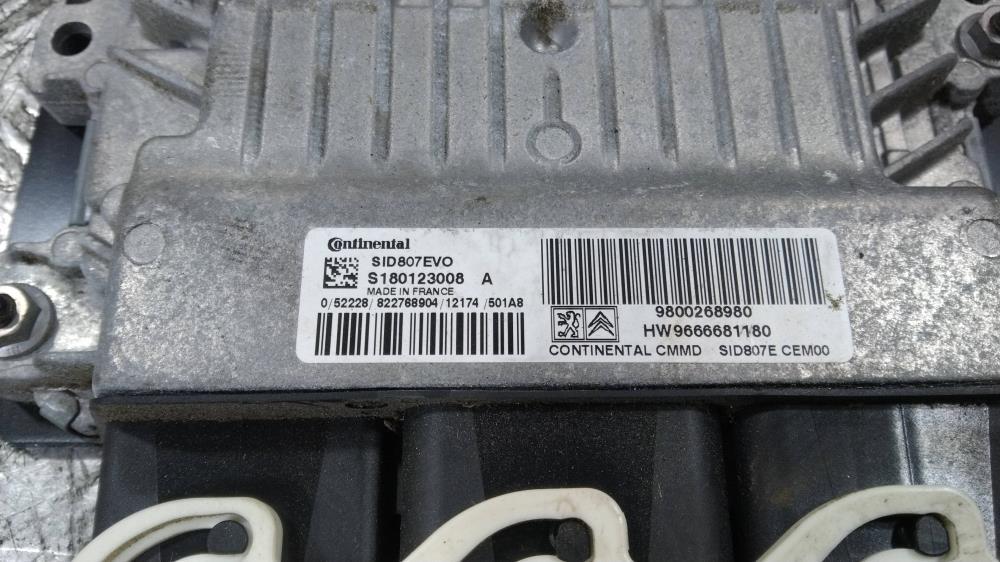 Continental
SID807EVO
S180123008 A
MADE IN FRANCE
0/52228/822768904/12174/501A8
9800268980
HW9666681180
CONTINENTAL CMMD SID807E CEM00